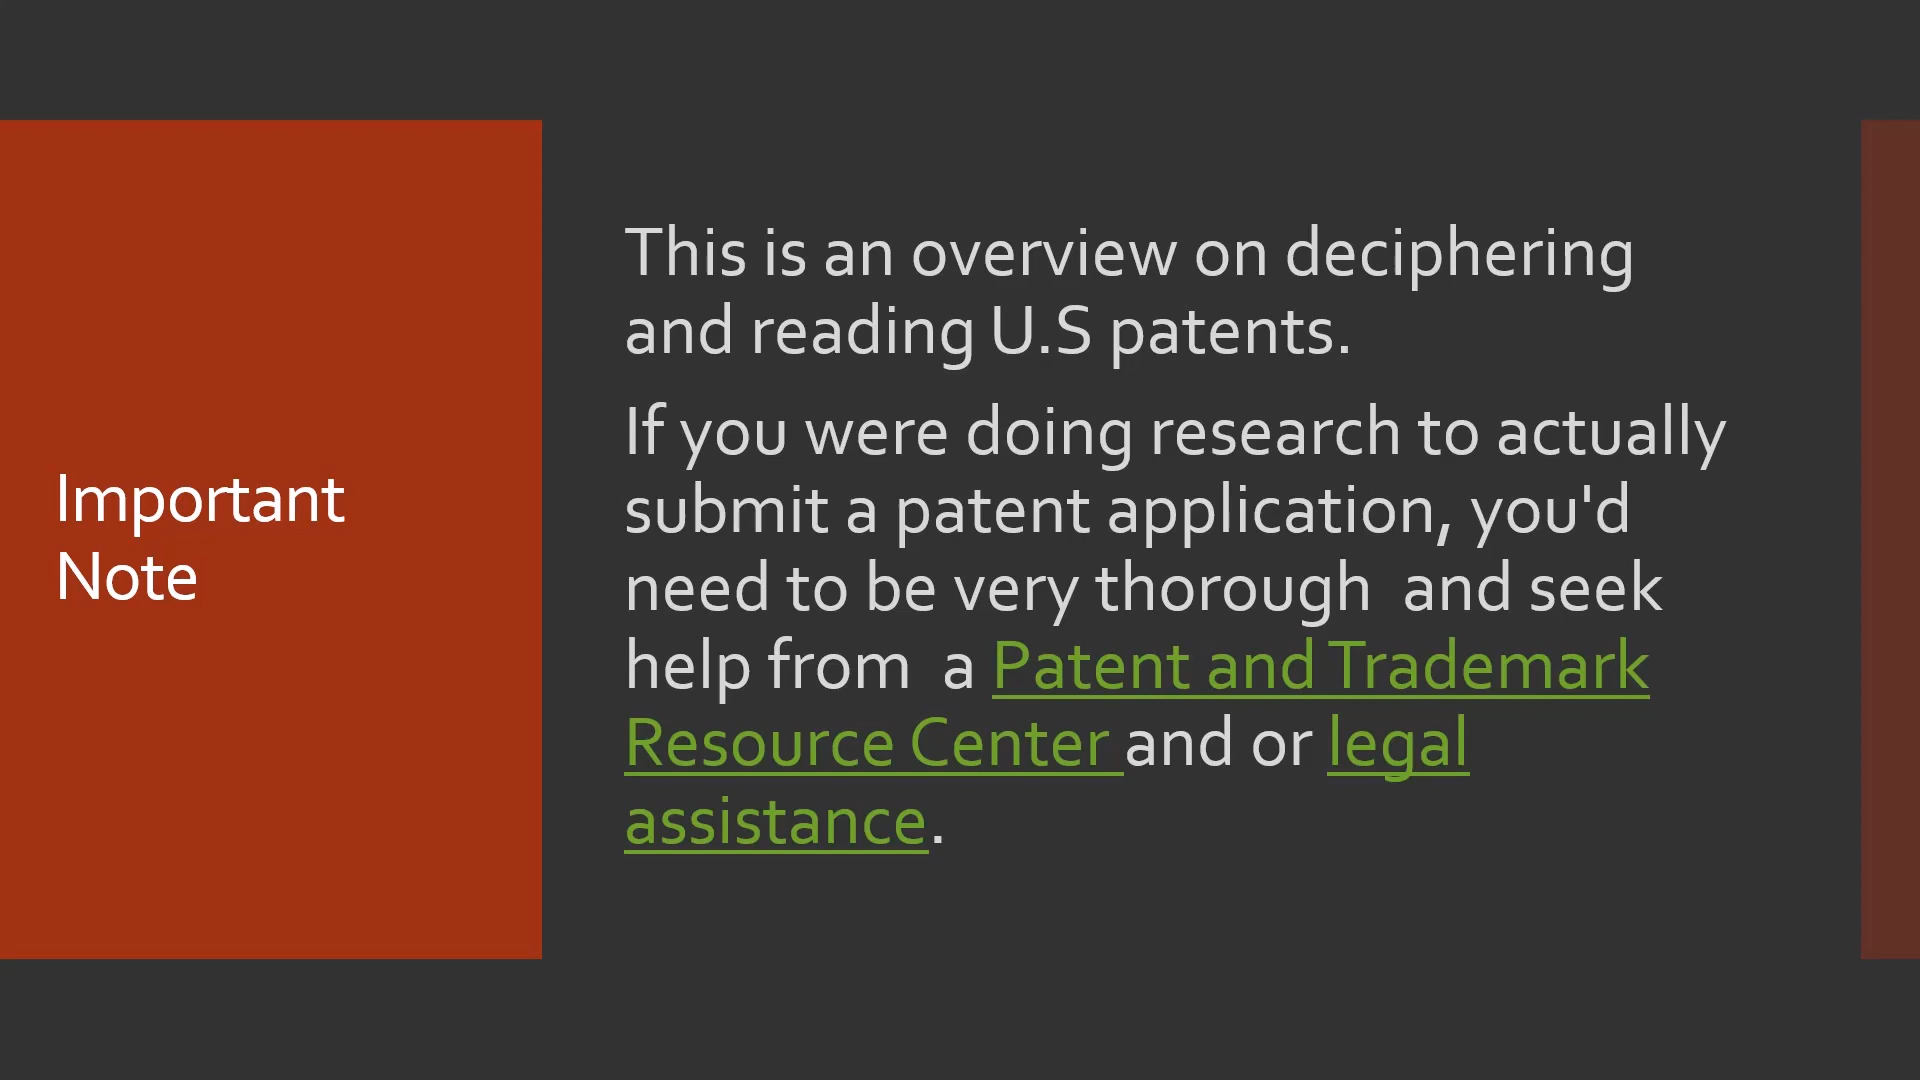 Important
Note
This is an overview on deciphering
and reading U.S patents.
If you were doing research to actually
submit a patent application, you'd
need to be very thorough  and seek
help from  a Patent and Trademark
Resource Center and or legal
assistance.